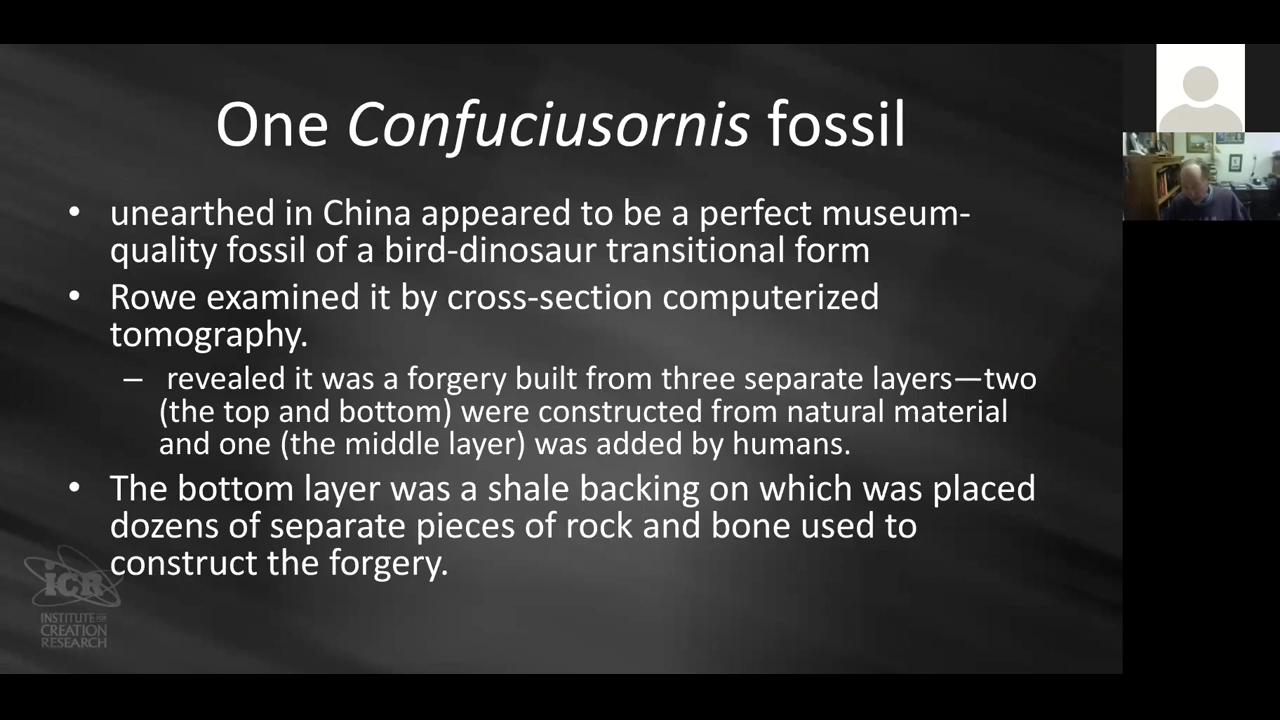 One Confuciusornis fossil
• unearthed in China appeared to be a perfect museum-
quality fossil of a bird-dinosaur transitional form
• Rowe examined it by cross-section computerized
tomography.
– revealed it was a forgery built from three separate layers—two
(the top and bottom) were constructed from natural material
and one (the middle layer) was added by humans.
• The bottom layer was a shale backing on which was placed
dozens of separate pieces of rock and bone used to
construct the forgery.
iCR
INSTITUTE FOR
CREATION
RESEARCH